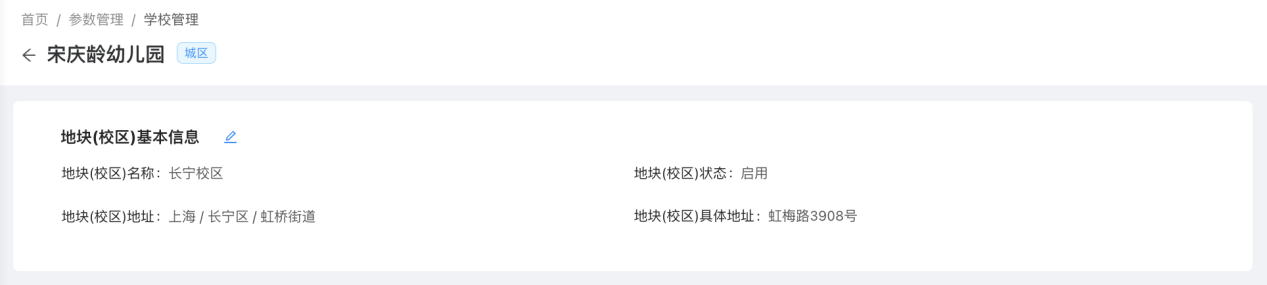 首页 / 参数管理 / 学校管理
宋庆龄幼儿园 城区
地块(校区)基本信息
地块(校区)名称：长宁校区 地块(校区)状态：启用
地块(校区)地址：上海 / 长宁区 / 虹桥街道 地块(校区)具体地址：虹梅路3908号